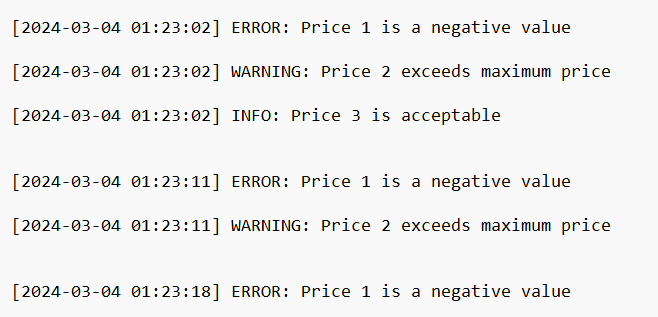 [2024-03-04 01:23:02] ERROR: Price 1 is a negative value
[2024-03-04 01:23:02] WARNING: Price 2 exceeds maximum price
[2024-03-04 01:23:02] INFO: Price 3 is acceptable
[2024-03-04 01:23:11] ERROR: Price 1 is a negative value
[2024-03-04 01:23:11] WARNING: Price 2 exceeds maximum price
[2024-03-04 01:23:18] ERROR: Price 1 is a negative value